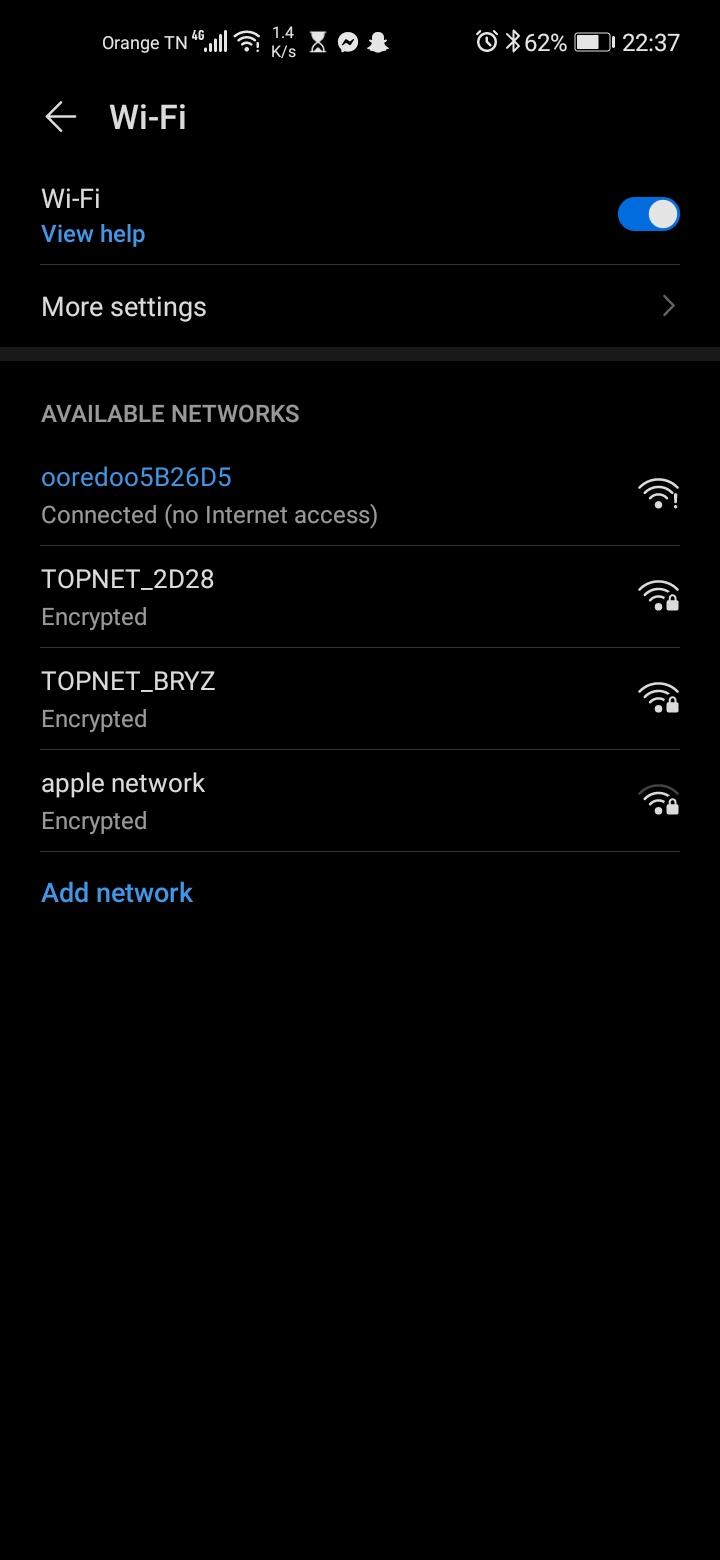 Orange TN 4G 1.4 K/s 62% 22:37
Wi-Fi
Wi-Fi
View help
More settings
AVAILABLE NETWORKS
ooredoo5B26D5
Connected (no Internet access)
TOPNET_2D28
Encrypted
TOPNET_BRYZ
Encrypted
apple network
Encrypted
Add network